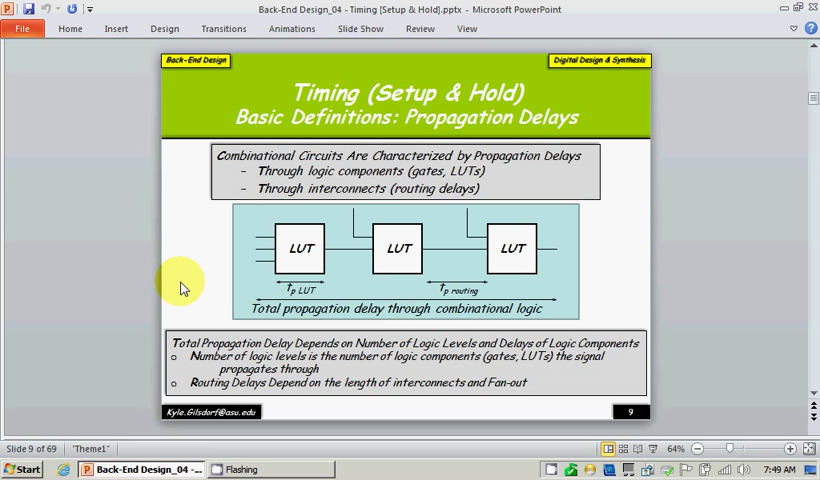 Back-End Design_04 - Timing [Setup & Hold].pptx - Microsoft PowerPoint
File Home Insert Design Transitions Animations Slide Show Review View
Back-End Design
Digital Design & Synthesis
Timing (Setup & Hold)
Basic Definitions: Propagation Delays
Combinational Circuits Are Characterized by Propagation Delays
- Through logic components (gates, LUTs)
- Through interconnects (routing delays)
LUT LUT LUT
tp LUT tp routing
Total propagation delay through combinational logic
Total Propagation Delay Depends on Number of Logic Levels and Delays of Logic Components
o Number of logic levels is the number of logic components (gates, LUTs) the signal
propagates through
o Routing Delays Depend on the length of interconnects and Fan-out
Kyle.Gilsdorf@asu.edu
9
Slide 9 of 69 "Theme1" 64%
Start Back-End Design_04 - ... Flashing 7:49 AM